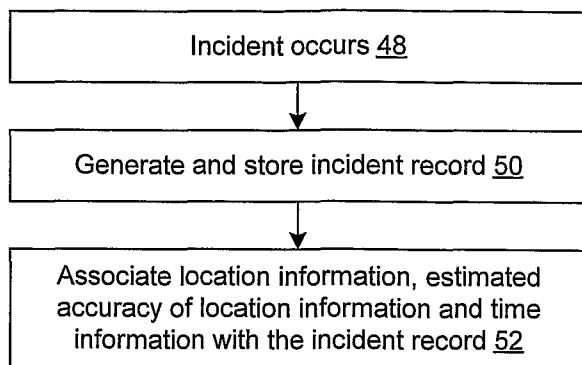 Incident occurs 48
Generate and store incident record 50
Associate location information, estimated
accuracy of location information and time
information with the incident record 52